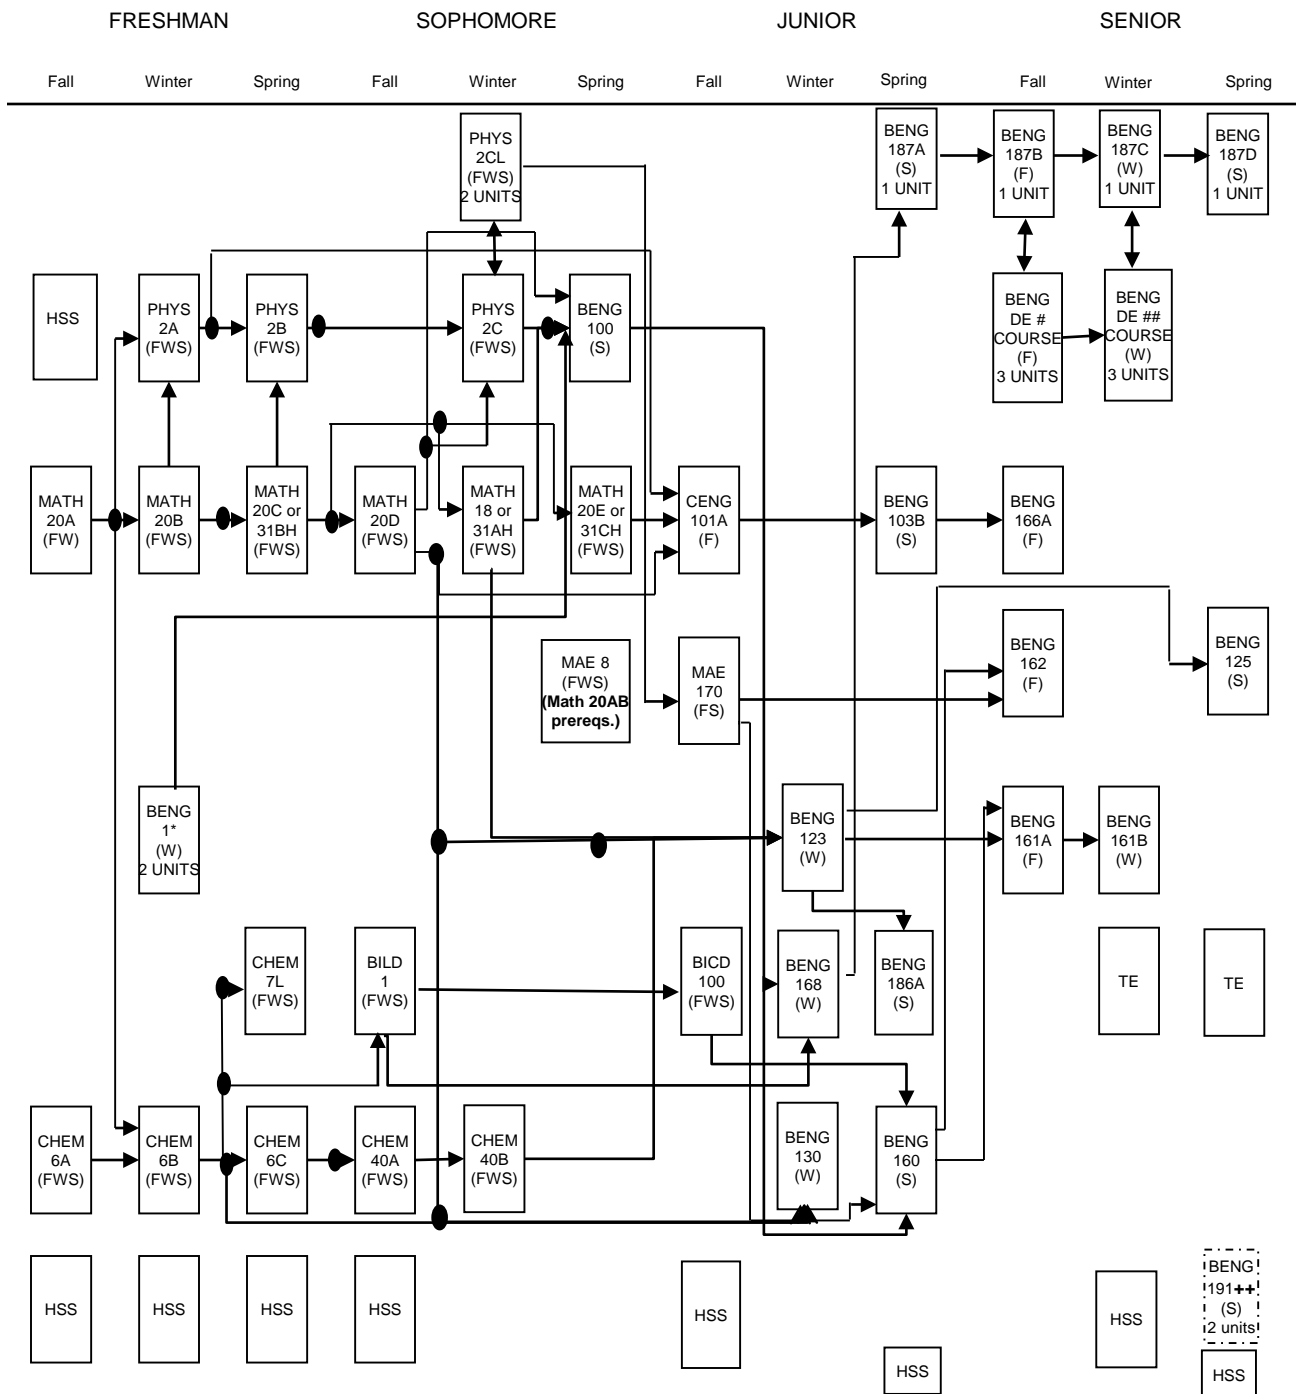 FRESHMAN
SOPHOMORE
JUNIOR
SENIOR
Fall
Winter
Spring
Fall
Winter
Spring
Fall
Winter
Spring
Fall
Winter
Spring
PHYS
2CL
(FWS)
2 UNITS
BENG
187A
(S)
1 UNIT
BENG
187B
(F)
1 UNIT
BENG
187C
(W)
1 UNIT
BENG
187D
(S)
1 UNIT
HSS
PHYS
2A
(FWS)
PHYS
2B
(FWS)
PHYS
2C
(FWS)
BENG
100
(S)
BENG
DE #
COURSE
(F)
3 UNITS
BENG
DE ##
COURSE
(W)
3 UNITS
MATH
20A
(FW)
MATH
20B
(FWS)
MATH
20C or
31BH
(FWS)
MATH
20D
(FWS)
MATH
18 or
31AH
(FWS)
MATH
20E or
31CH
(FWS)
CENG
101A
(F)
BENG
103B
(S)
BENG
166A
(F)
MAE 8
(FWS)
(Math 20AB
prereqs.)
MAE
170
(FS)
BENG
162
(F)
BENG
125
(S)
BENG
1*
(W)
2 UNITS
BENG
123
(W)
BENG
161A
(F)
BENG
161B
(W)
CHEM
7L
(FWS)
BILD
1
(FWS)
BICD
100
(FWS)
BENG
168
(W)
BENG
186A
(S)
TE
TE
CHEM
6A
(FWS)
CHEM
6B
(FWS)
CHEM
6C
(FWS)
CHEM
40A
(FWS)
CHEM
40B
(FWS)
BENG
130
(W)
BENG
160
(S)
HSS
HSS
HSS
HSS
HSS
HSS
HSS
BENG
191++
(S)
2 units
HSS